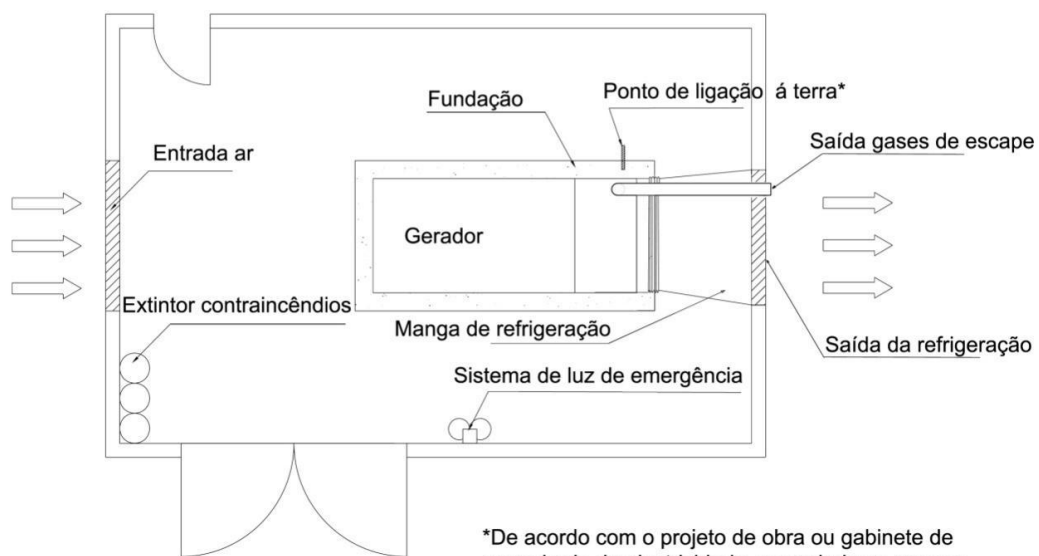 Fundação
Ponto de ligação á terra*
Entrada ar
Saída gases de escape
Gerador
Extintor contraincêndios
Manga de refrigeração
Saída da refrigeração
Sistema de luz de emergência
*De acordo com o projeto de obra ou gabinete de